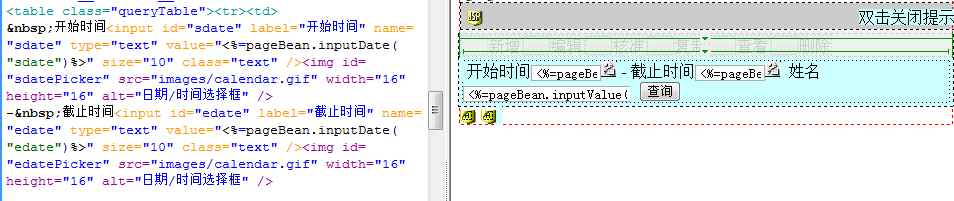 <table class="queryTable"><tr><td>
&nbsp;开始时间<input id="sdate" label="开始时间" name=
"sdate" type="text" value="<%=pageBean.inputDate(
"sdate")%>" size="10" class="text" /><img id=
"sdatePicker" src="images/calendar.gif" width="16"
height="16" alt="日期/时间选择框" />
-&nbsp;截止时间<input id="edate" label="截止时间" name=
"edate" type="text" value="<%=pageBean.inputDate(
"edate")%>" size="10" class="text" /><img id=
"edatePicker" src="images/calendar.gif" width="16"
height="16" alt="日期/时间选择框" />
双击关闭提示
新增 编辑 核准 复制 查看 删除
开始时间 <%=pageBe - 截止时间 <%=pageBe 姓名
<%=pageBean.inputValue( 查询